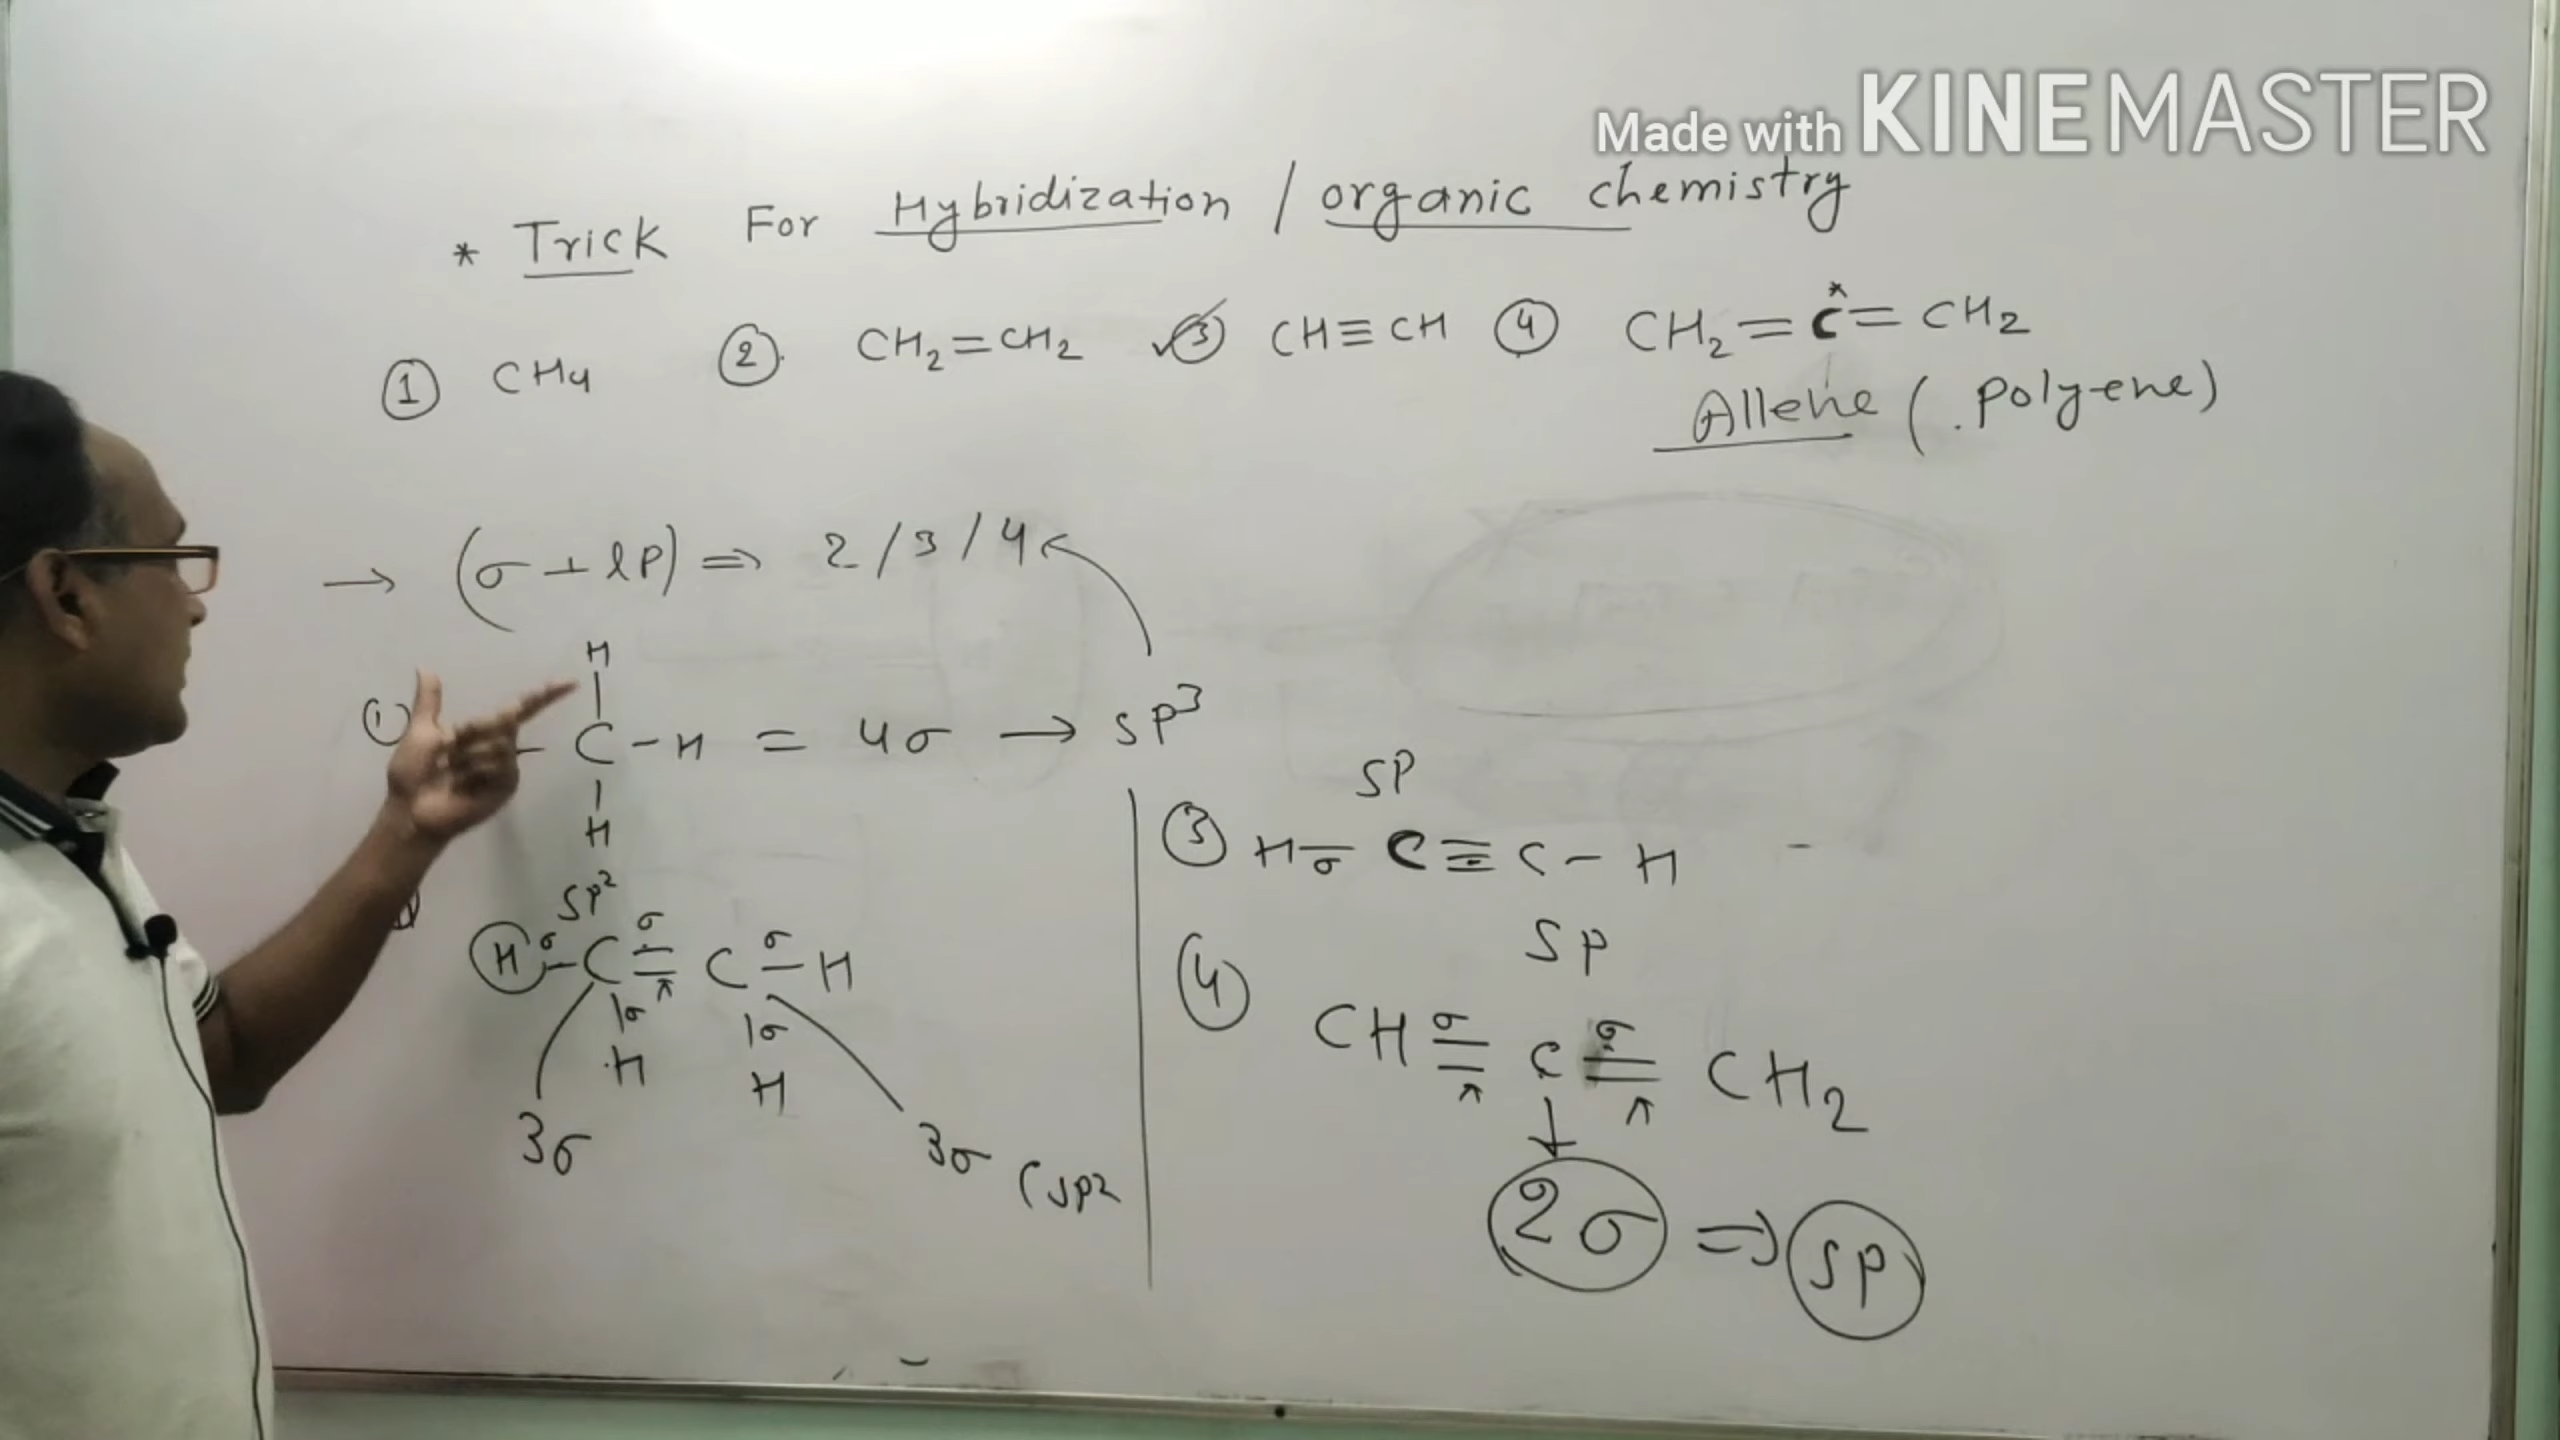 Made with KINEMASTER
* Trick For Hybridization / organic chemistry
① CH4 ② CH2=CH2 ③ CH≡CH ④ CH2=C*=CH2
Allene (.Polyene)
→ (σ+lp) ⇒ 2/3/4
H
① – C – H = 4σ → SP3
H
SP2
H σ– C σ= C σ– H
1σ 1σ
H H
3σ 3σ (SP2
SP
③ H–σ C≡C–H –
SP
④ CH σ= C σ= CH2
2σ ⇒ SP